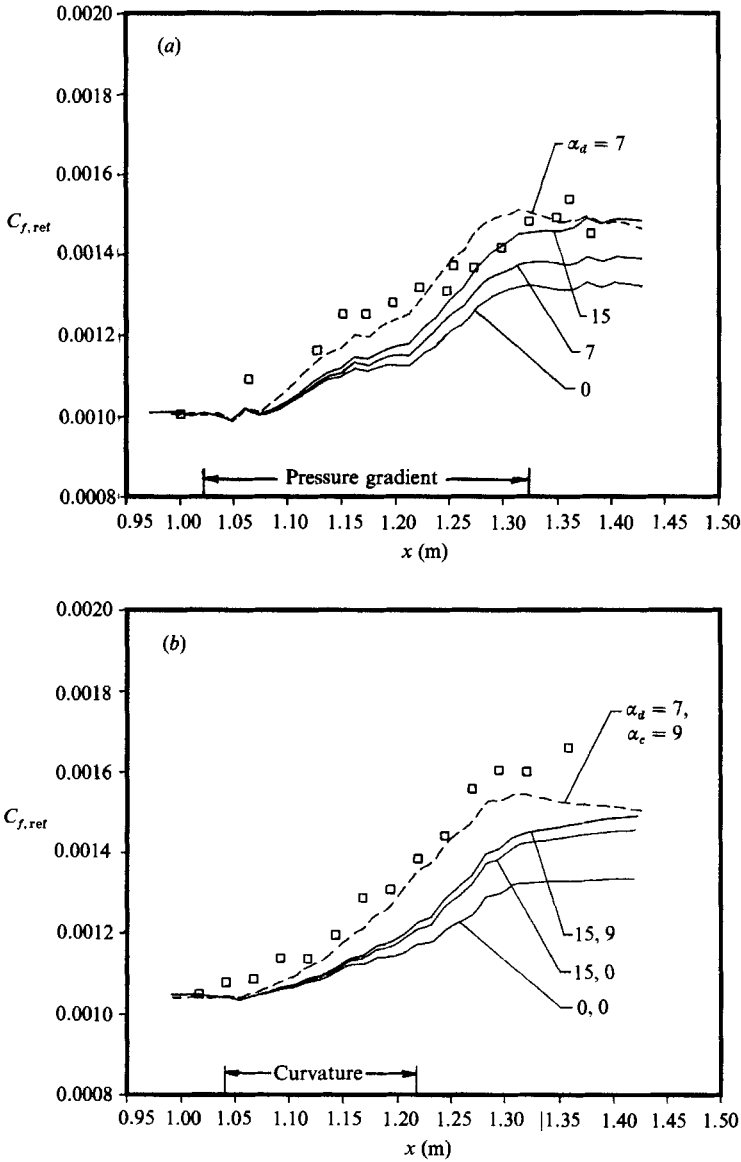 0.0020
(a)
0.0018
α_d = 7
0.0016
C_f,ref
0.0014
15
0.0012
7
0
0.0010
Pressure gradient
0.0008
0.95 1.00 1.05 1.10 1.15 1.20 1.25 1.30 1.35 1.40 1.45 1.50
x (m)
0.0020
(b)
0.0018
α_d = 7,
α_c = 9
0.0016
C_f,ref
0.0014
0.0012
15, 9
15, 0
0, 0
0.0010
Curvature
0.0008
0.95 1.00 1.05 1.10 1.15 1.20 1.25 1.30 1.35 1.40 1.45 1.50
x (m)